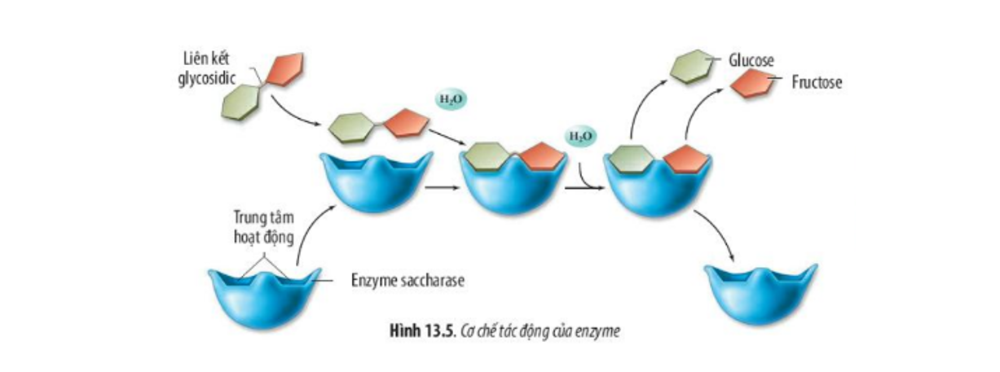 Liên kết
glycosidic
H₂O
H₂O
Glucose
Fructose
Trung tâm
hoạt động
Enzyme saccharase
Hình 13.5. Cơ chế tác động của enzyme